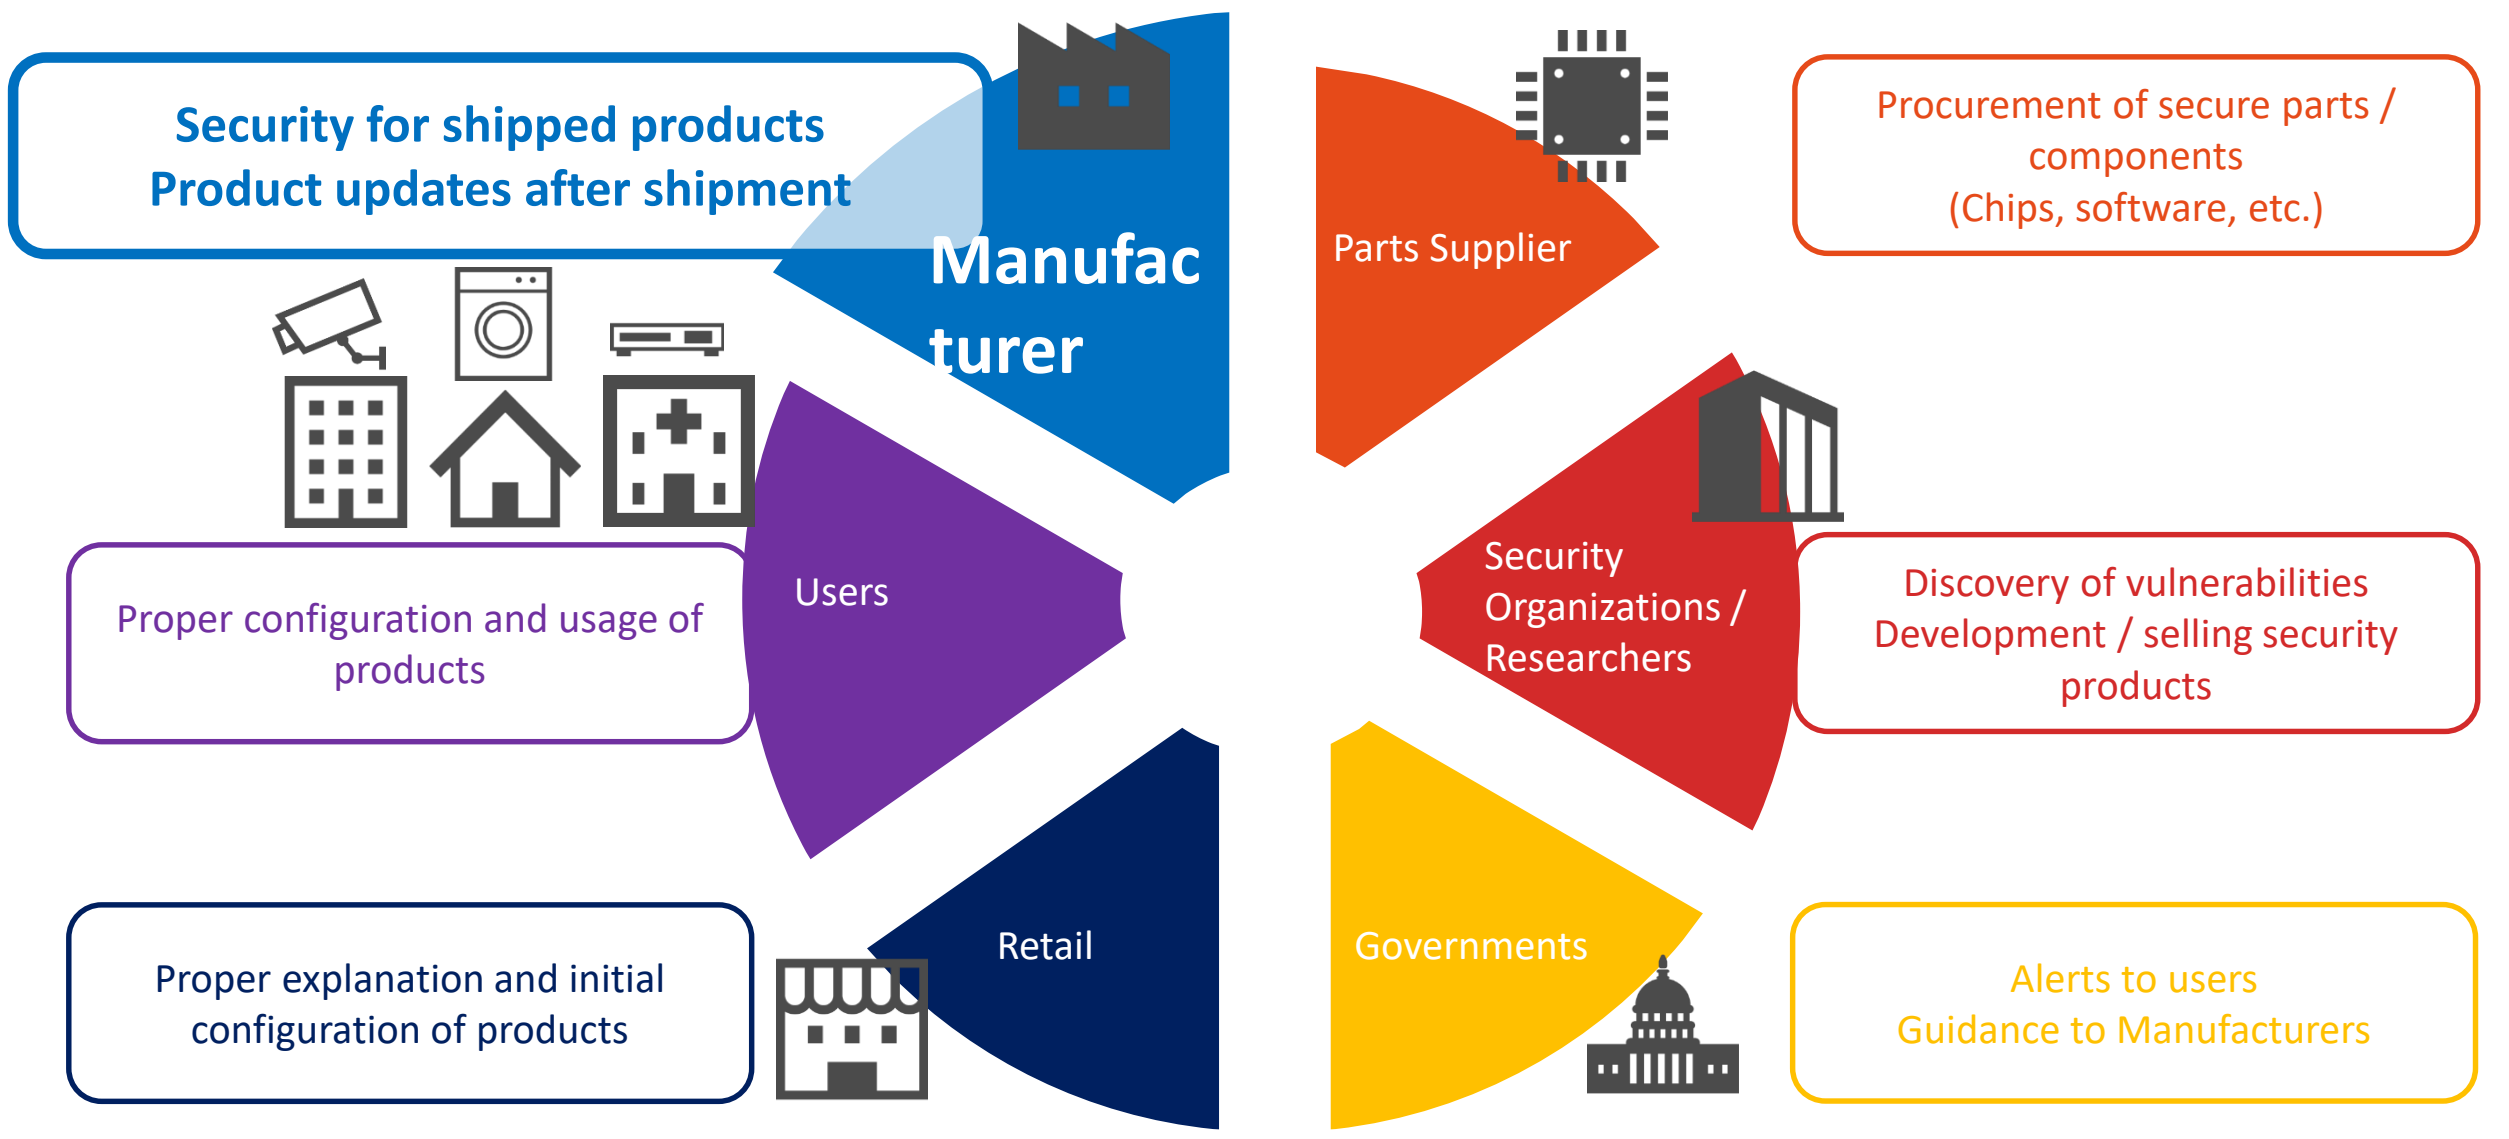 Security for shipped products
Product updates after shipment
Manufac
turer
Parts Supplier
Procurement of secure parts /
components
(Chips, software, etc.)
Users
Proper configuration and usage of
products
Security
Organizations /
Researchers
Discovery of vulnerabilities
Development / selling security
products
Retail
Proper explanation and initial
configuration of products
Governments
Alerts to users
Guidance to Manufacturers